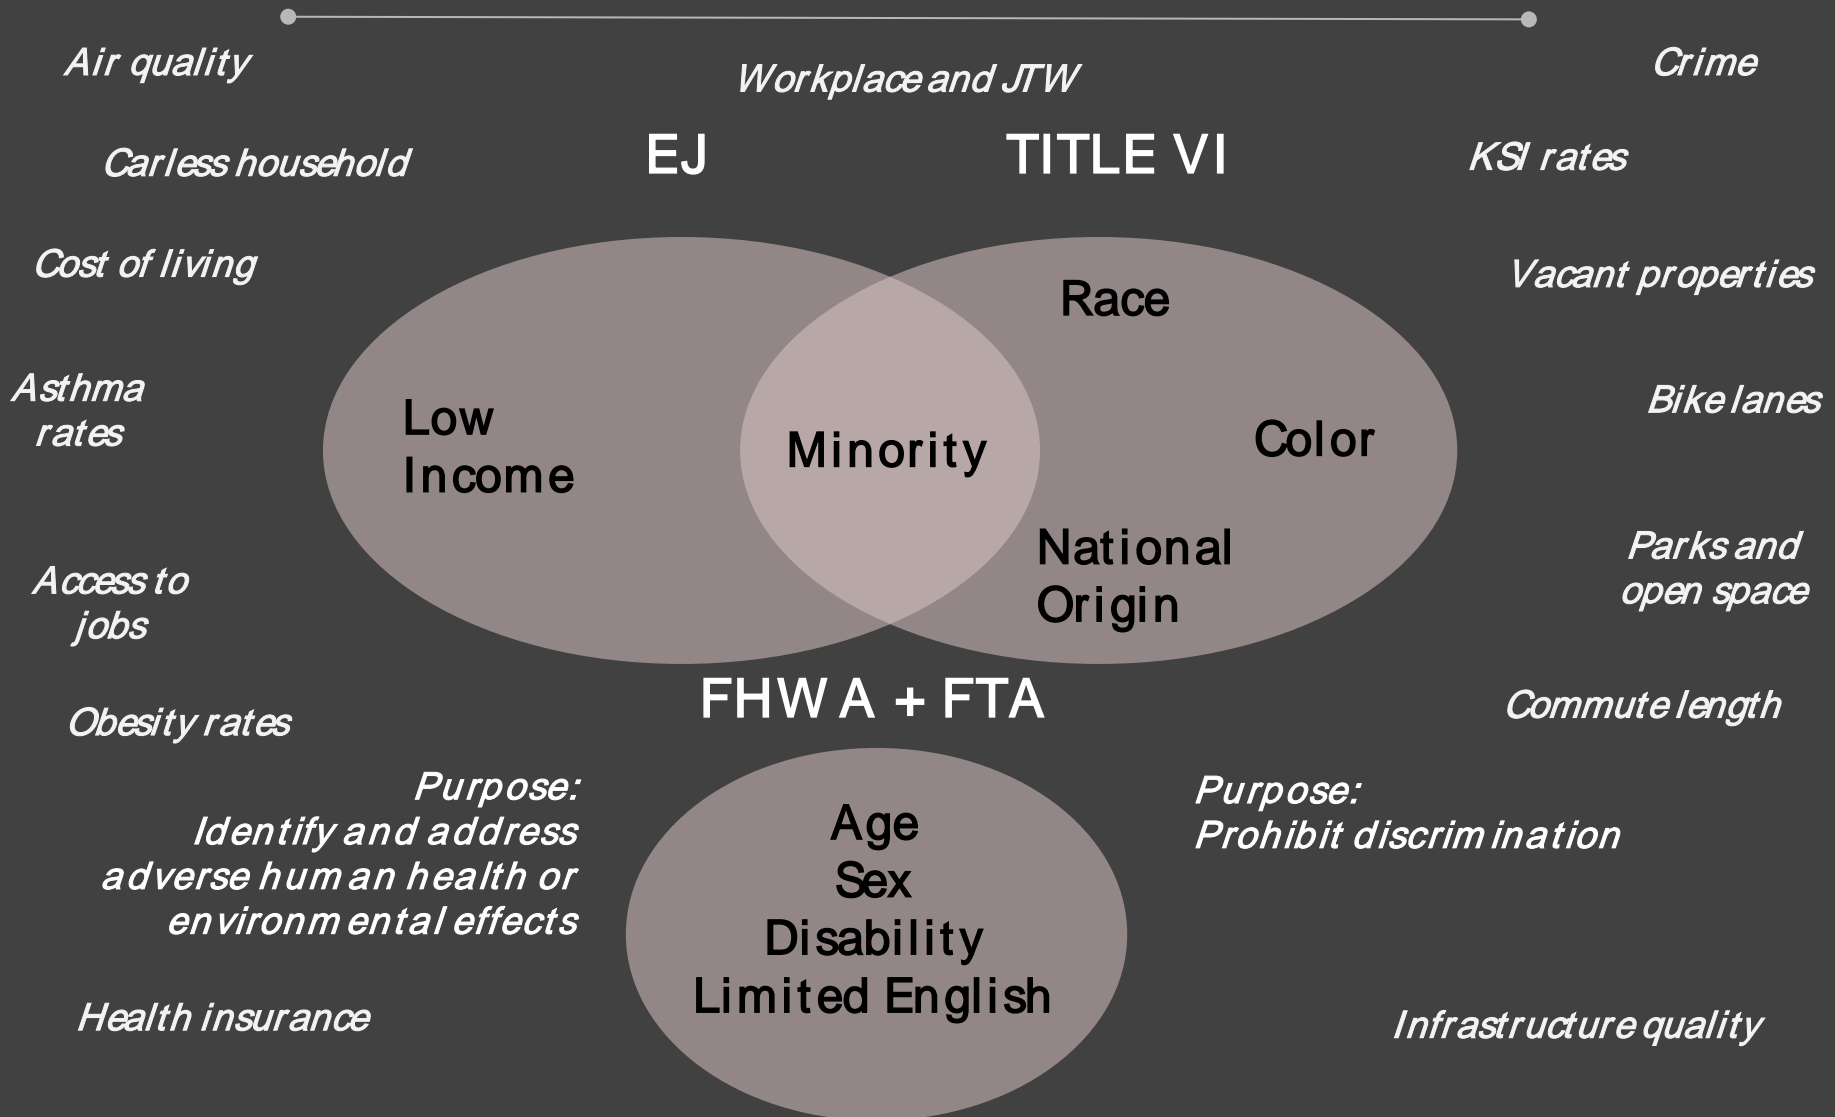 Air quality
Workplace and JTW
Crime
Carless household
EJ
TITLE VI
KSI rates
Cost of living
Vacant properties
Race
Asthma
rates
Bike lanes
Low
Income
Minority
Color
National
Origin
Parks and
open space
Access to
jobs
FHWA + FTA
Obesity rates
Commute length
Purpose:
Identify and address
adverse human health or
environmental effects
Purpose:
Prohibit discrimination
Age
Sex
Disability
Limited English
Health insurance
Infrastructure quality